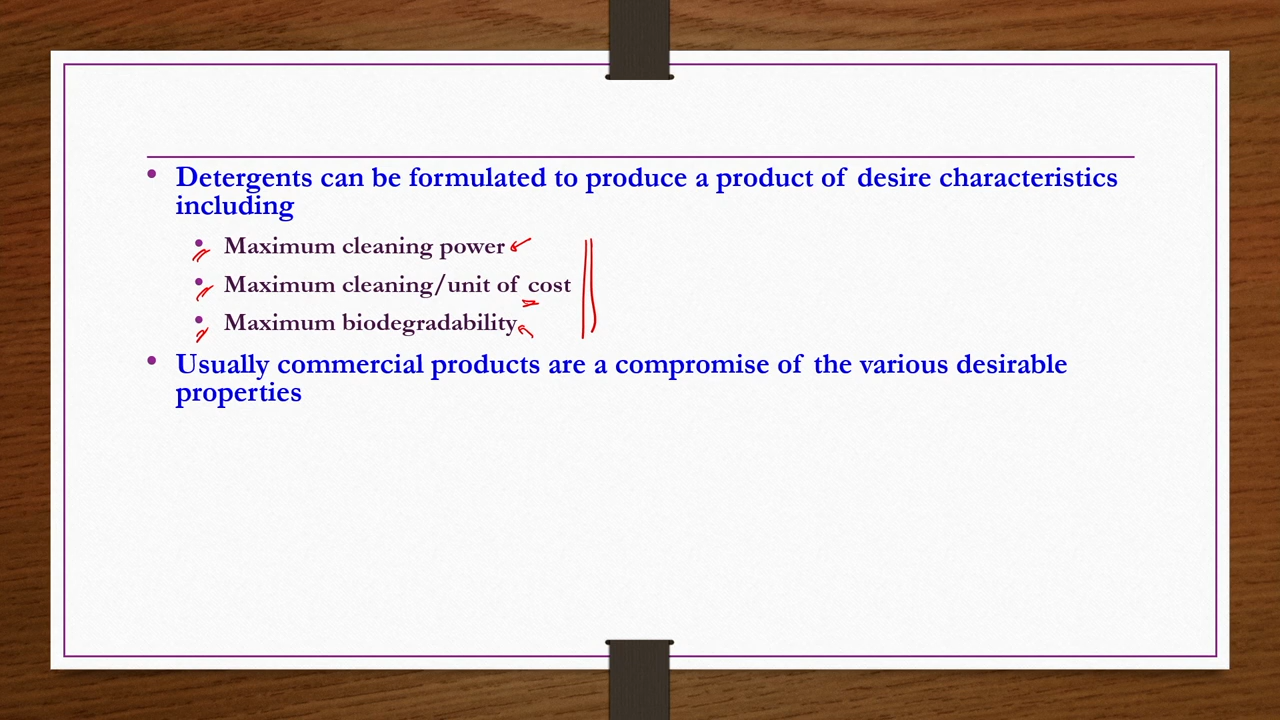 Detergents can be formulated to produce a product of desire characteristics
including
Maximum cleaning power
Maximum cleaning/unit of cost
Maximum biodegradability
Usually commercial products are a compromise of the various desirable
properties